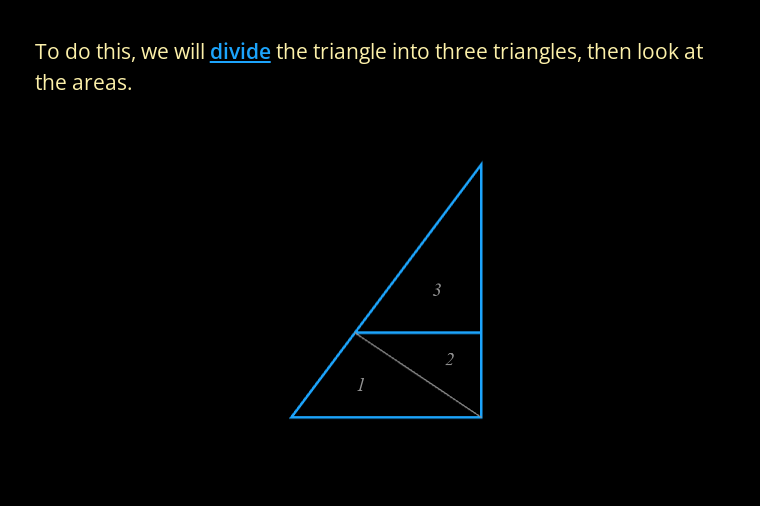 To do this, we will divide the triangle into three triangles, then look at
the areas.
3
2
1